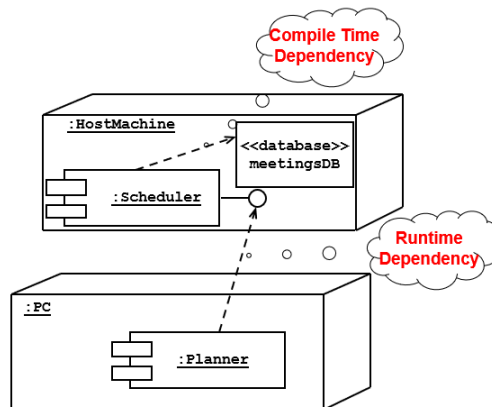 Compile Time
Dependency
:HostMachine
<<database>>
meetingsDB
:Scheduler
Runtime
Dependency
:PC
:Planner